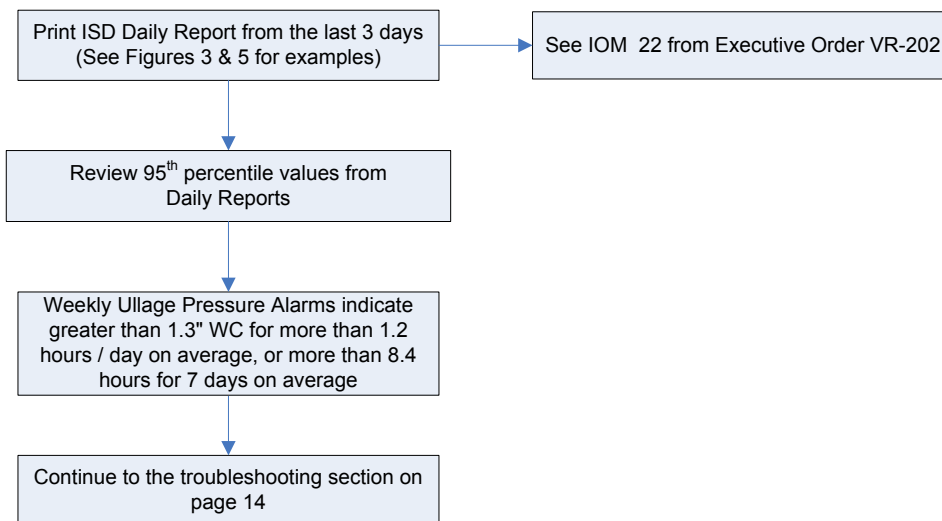 Print ISD Daily Report from the last 3 days
(See Figures 3 & 5 for examples)
See IOM 22 from Executive Order VR-202
Review 95th percentile values from
Daily Reports
Weekly Ullage Pressure Alarms indicate
greater than 1.3" WC for more than 1.2
hours / day on average, or more than 8.4
hours for 7 days on average
Continue to the troubleshooting section on
page 14